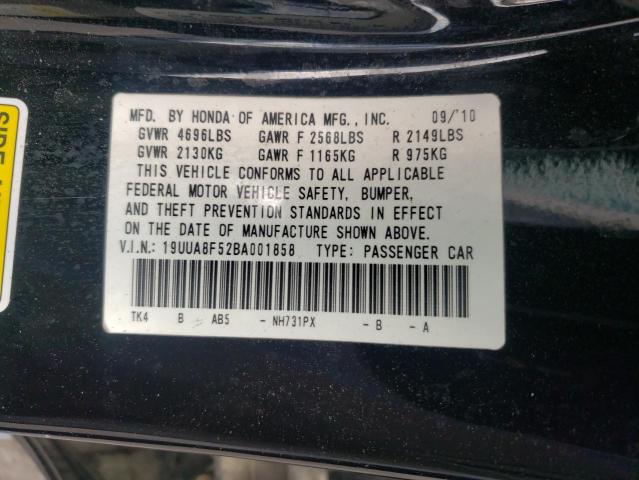 MFD. BY HONDA OF AMERICA MFG., INC. 09/'10
GVWR 4696LBS GAWR F 2568LBS R 2149LBS
GVWR 2130KG GAWR F 1165KG R 975KG
THIS VEHICLE CONFORMS TO ALL APPLICABLE
FEDERAL MOTOR VEHICLE SAFETY, BUMPER,
AND THEFT PREVENTION STANDARDS IN EFFECT
ON THE DATE OF MANUFACTURE SHOWN ABOVE.
V.I.N.: 19UUA8F52BA001858 TYPE: PASSENGER CAR
TK4 B AB5 - NH731PX - B - A
SIDE